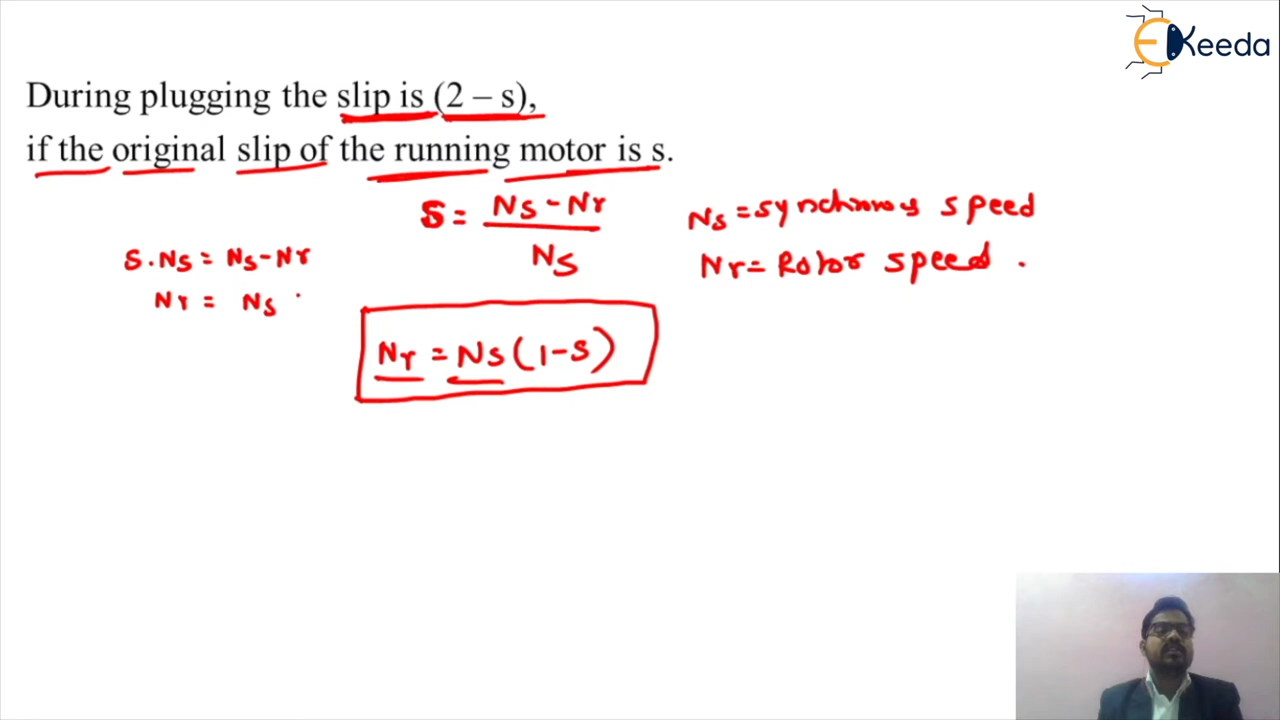 EKeeda
During plugging the slip is (2 – s),
if the original slip of the running motor is s.
S = Ns - Nr / Ns
Ns = synchronous speed
Nr = Rotor speed .
S . Ns = Ns - Nr
Nr = Ns .
Nr = Ns (1 - S)